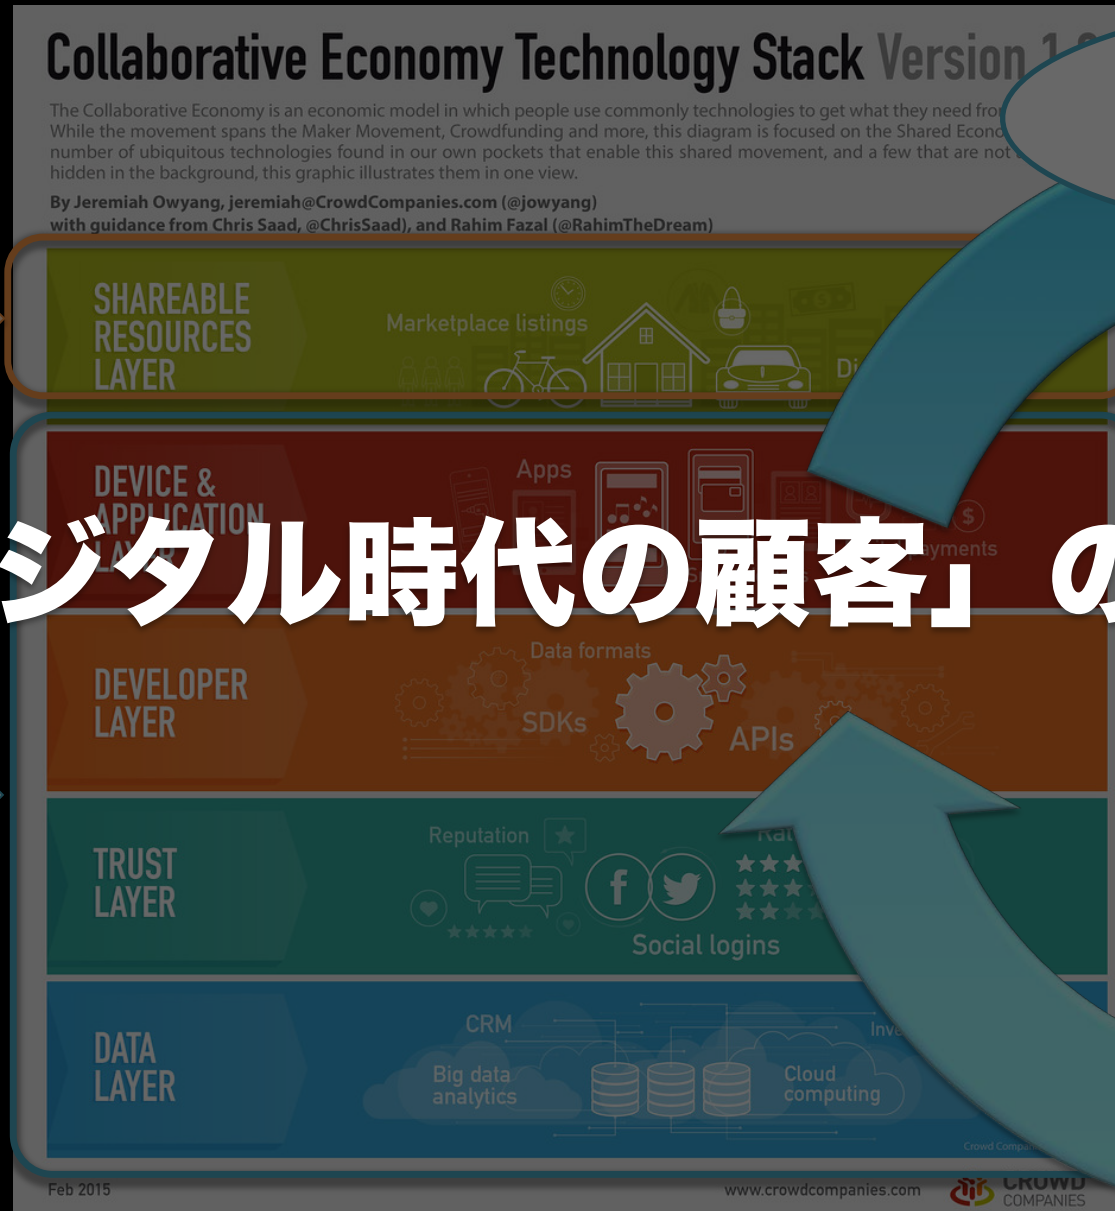 Collaborative Economy Technology Stack Version
The Collaborative Economy is an economic model in which people use commonly technologies to get what they need
While the movement spans the Maker Movement, Crowdfunding and more, this diagram is focused on the Shared
number of ubiquitous technologies found in our own pockets that enable this shared movement, and a few that are not
hidden in the background, this graphic illustrates them in one view.
By Jeremiah Owyang, jeremiah@CrowdCompanies.com (@jowyang)
with guidance from Chris Saad, @ChrisSaad), and Rahim Fazal (@RahimTheDream)
SHAREABLE
RESOURCES
LAYER
Marketplace listings
DEVICE &
APPLICATION
LAYER
Apps
ジタル時代の顧客」の
DEVELOPER
LAYER
Data formats
SDKs
APIs
TRUST
LAYER
Reputation
Social logins
DATA
LAYER
CRM
Big data
analytics
Cloud
computing
Feb 2015
www.crowdcompanies.com
CROWD
COMPANIES